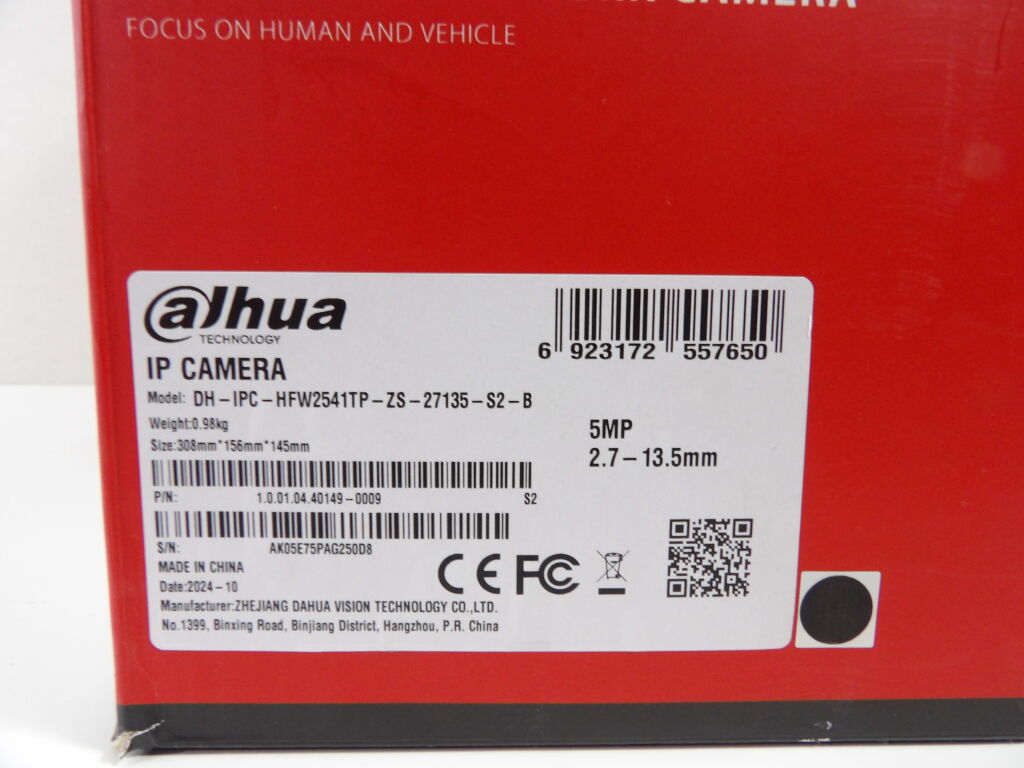 CAMERA
FOCUS ON HUMAN AND VEHICLE
alhua
TECHNOLOGY
6 923172 557650
IP CAMERA
Model: DH-IPC-HFW2541TP-ZS-27135-S2-B
Weight:0.98kg
Size:308mm*156mm*145mm
5MP
2.7-13.5mm
P/N: 1.0.01.04.40149-0009 S2
S/N: AK05E75PAG250D8
MADE IN CHINA
Date:2024-10
CE FC
Manufacturer:ZHEJIANG DAHUA VISION TECHNOLOGY CO.,LTD.
No.1399, Binxing Road, Binjiang District, Hangzhou, P.R. China